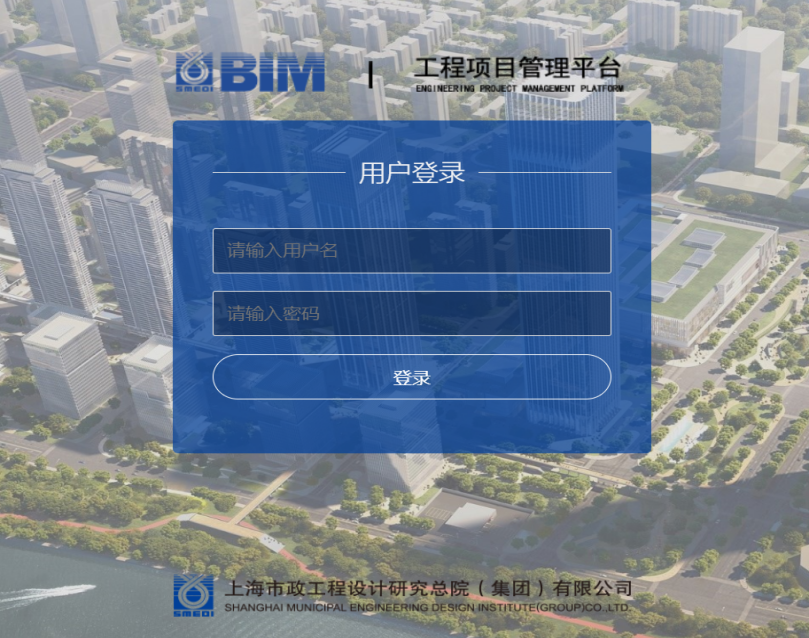 SMEDI BIM | 工程项目管理平台
ENGINEERING PROJECT MANAGEMENT PLATFORM
用户登录
请输入用户名
请输入密码
登录
上海市政工程设计研究总院（集团）有限公司
SMEDI SHANGHAI MUNICIPAL ENGINEERING DESIGN INSTITUTE(GROUP)CO.,LTD.